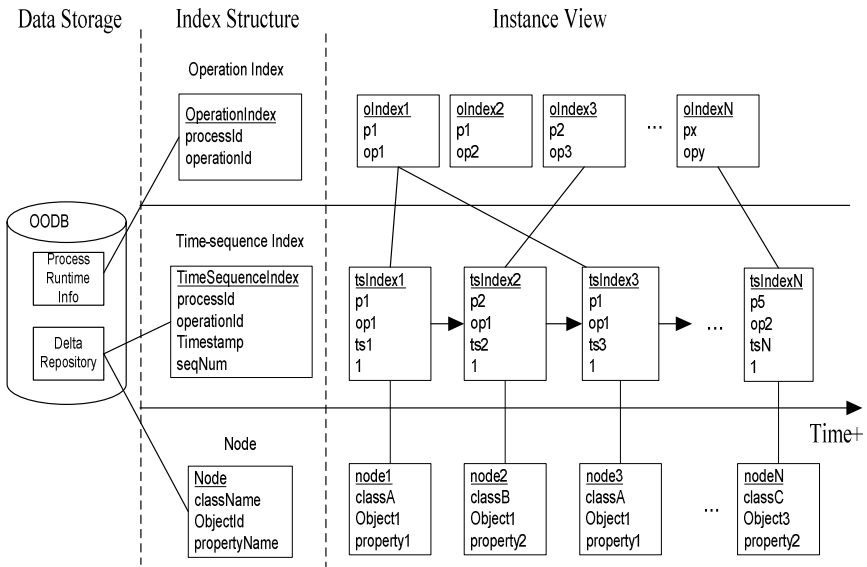 Data Storage
Index Structure
Instance View
Operation Index
OperationIndex
processId
operationId
oIndex1
p1
op1
oIndex2
p1
op2
oIndex3
p2
op3
...
oIndexN
px
opy
OODB
Process
Runtime
Info
Delta
Repository
Time-sequence Index
TimeSequenceIndex
processId
operationId
Timestamp
seqNum
tsIndex1
p1
op1
ts1
1
tsIndex2
p2
op1
ts2
1
tsIndex3
p1
op1
ts3
1
...
tsIndexN
p5
op2
tsN
1
Time+
Node
Node
className
ObjectId
propertyName
node1
classA
Object1
property1
node2
classB
Object1
property2
node3
classA
Object1
property1
...
nodeN
classC
Object3
property2